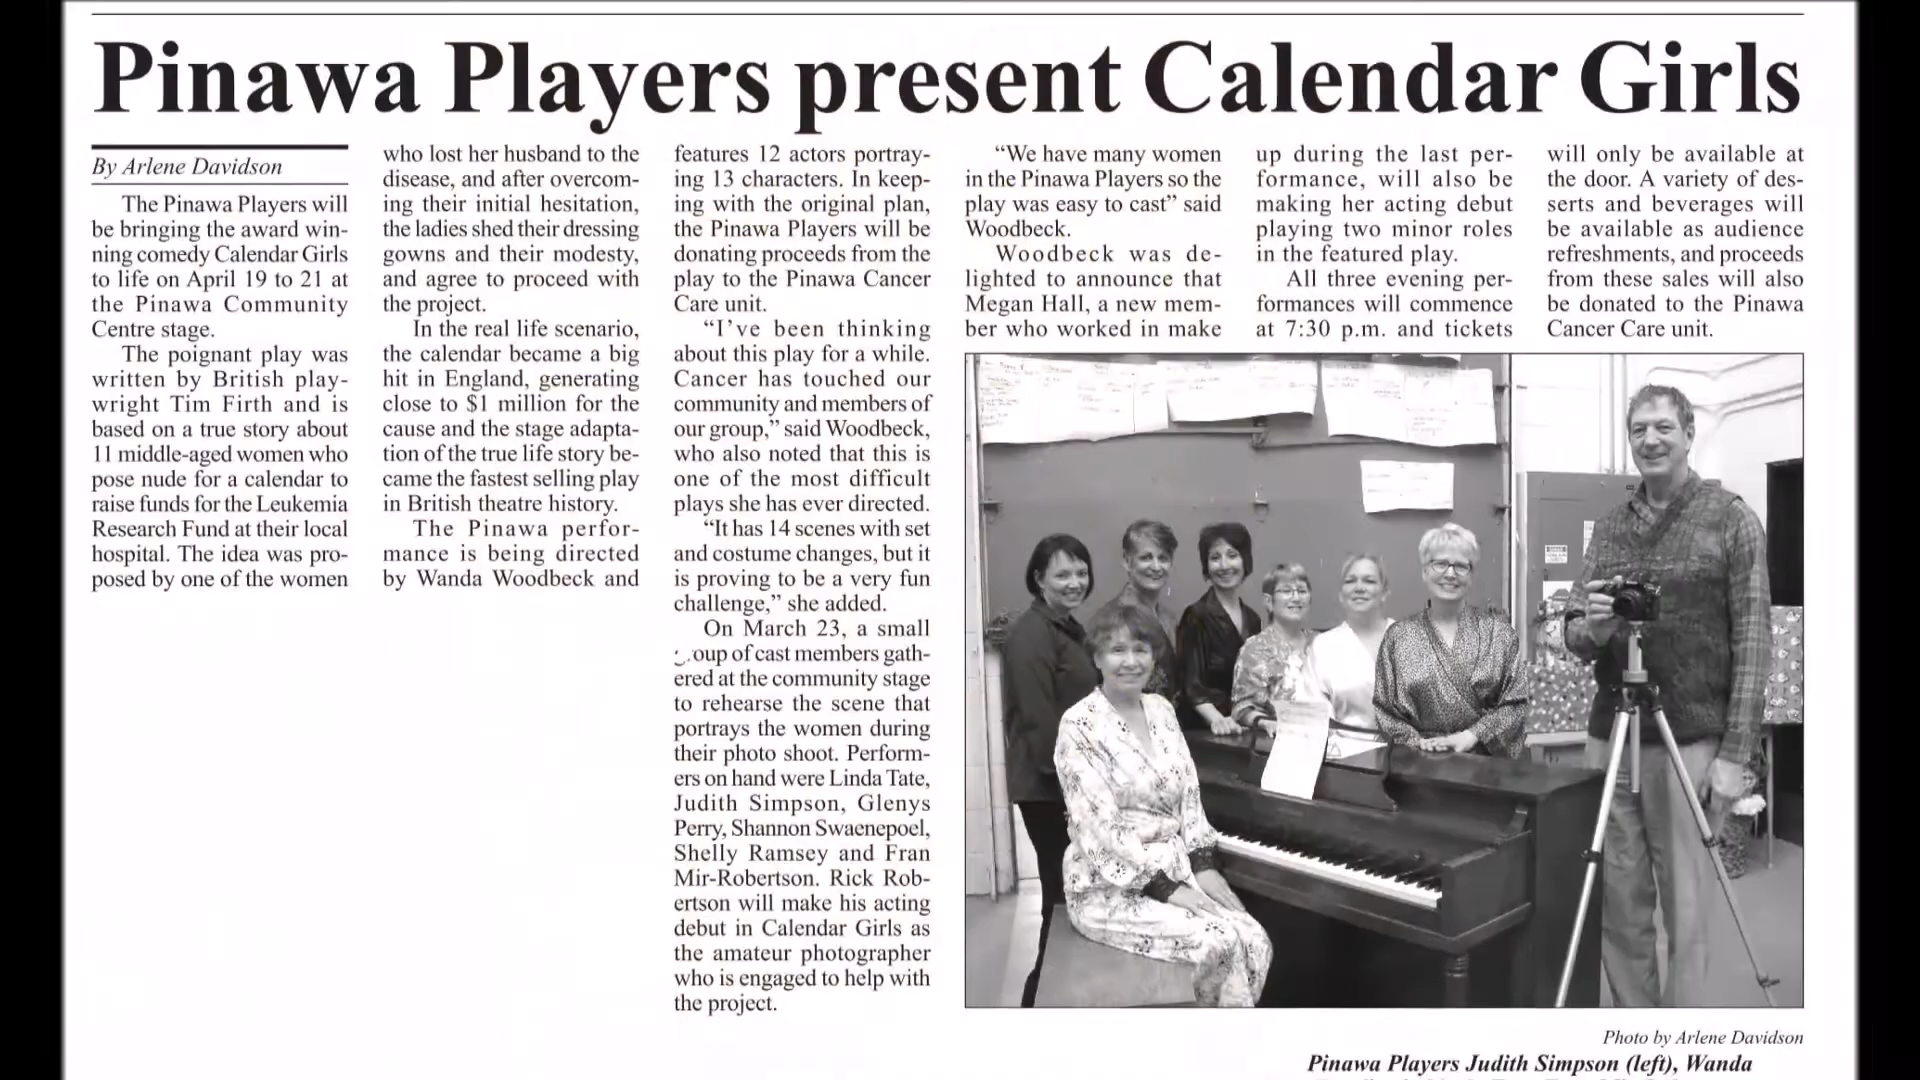 Pinawa Players present Calendar Girls
By Arlene Davidson
The Pinawa Players will
be bringing the award win-
ning comedy Calendar Girls
to life on April 19 to 21 at
the Pinawa Community
Centre stage.
The poignant play was
written by British play-
wright Tim Firth and is
based on a true story about
11 middle-aged women who
pose nude for a calendar to
raise funds for the Leukemia
Research Fund at their local
hospital. The idea was pro-
posed by one of the women
who lost her husband to the
disease, and after overcom-
ing their initial hesitation,
the ladies shed their dressing
gowns and their modesty,
and agree to proceed with
the project.
In the real life scenario,
the calendar became a big
hit in England, generating
close to $1 million for the
cause and the stage adapta-
tion of the true life story be-
came the fastest selling play
in British theatre history.
The Pinawa perfor-
mance is being directed
by Wanda Woodbeck and
features 12 actors portray-
ing 13 characters. In keep-
ing with the original plan,
the Pinawa Players will be
donating proceeds from the
play to the Pinawa Cancer
Care unit.
“I’ve been thinking
about this play for a while.
Cancer has touched our
community and members of
our group,” said Woodbeck,
who also noted that this is
one of the most difficult
plays she has ever directed.
“It has 14 scenes with set
and costume changes, but it
is proving to be a very fun
challenge,” she added.
On March 23, a small
oup of cast members gath-
ered at the community stage
to rehearse the scene that
portrays the women during
their photo shoot. Perform-
ers on hand were Linda Tate,
Judith Simpson, Glenys
Perry, Shannon Swaenepoel,
Shelly Ramsey and Fran
Mir-Robertson. Rick Rob-
ertson will make his acting
debut in Calendar Girls as
the amateur photographer
who is engaged to help with
the project.
“We have many women
in the Pinawa Players so the
play was easy to cast” said
Woodbeck.
Woodbeck was de-
lighted to announce that
Megan Hall, a new mem-
ber who worked in make
up during the last per-
formance, will also be
making her acting debut
playing two minor roles
in the featured play.
All three evening per-
formances will commence
at 7:30 p.m. and tickets
will only be available at
the door. A variety of des-
serts and beverages will
be available as audience
refreshments, and proceeds
from these sales will also
be donated to the Pinawa
Cancer Care unit.
Photo by Arlene Davidson
Pinawa Players Judith Simpson (left), Wanda